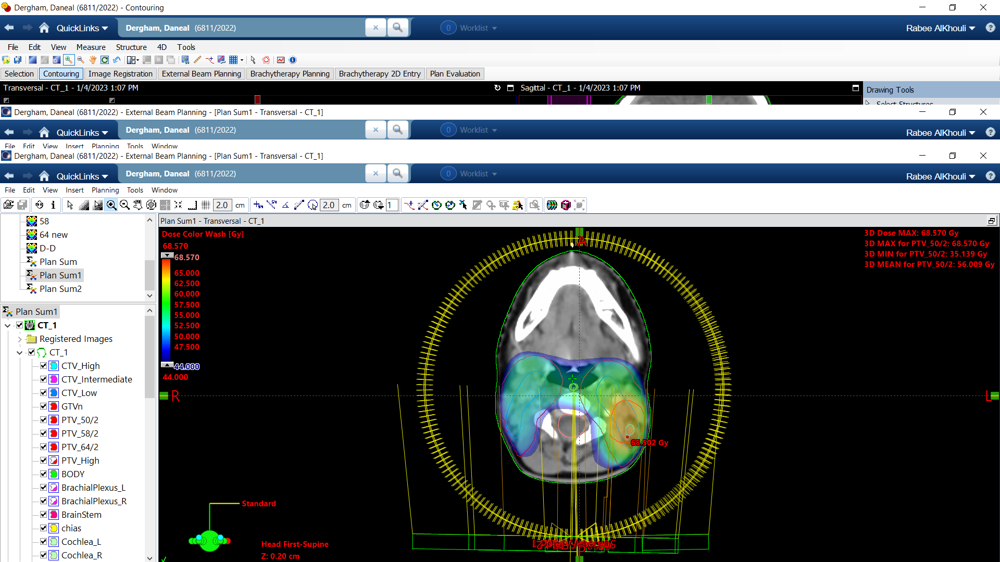 Dergham, Daneal (6811/2022) - Contouring
QuickLinks
Dergham, Daneal (6811/2022)
0 Worklist
Rabee AlKhouli
File Edit View Measure Structure 4D Tools
Selection Contouring Image Registration External Beam Planning Brachytherapy Planning Brachytherapy 2D Entry Plan Evaluation
Transversal - CT_1 - 1/4/2023 1:07 PM
Sagittal - CT_1 - 1/4/2023 1:07 PM
Drawing Tools
Select Structures
Dergham, Daneal (6811/2022) - External Beam Planning - [Plan Sum1 - Transversal - CT_1]
QuickLinks
Dergham, Daneal (6811/2022)
0 Worklist
Rabee AlKhouli
File Edit View Insert Planning Tools Window
Dergham, Daneal (6811/2022) - External Beam Planning - [Plan Sum1 - Transversal - CT_1]
QuickLinks
Dergham, Daneal (6811/2022)
0 Worklist
Rabee AlKhouli
File Edit View Insert Planning Tools Window
2.0 cm
2.0 cm
1
58
64 new
D-D
Plan Sum
Plan Sum1
Plan Sum2
Plan Sum1
CT_1
Registered Images
CT_1
CTV_High
CTV_Intermediate
CTV_Low
GTVn
PTV_50/2
PTV_58/2
PTV_64/2
PTV_High
BODY
BrachialPlexus_L
BrachialPlexus_R
BrainStem
chias
Cochlea_L
Cochlea_R
Plan Sum1 - Transversal - CT_1
Dose Color Wash [Gy]
68.570
68.570
65.000
62.500
60.000
57.500
55.000
52.500
50.000
47.500
44.000
44.000
3D Dose MAX: 68.570 Gy
3D MAX for PTV_50/2: 68.570 Gy
3D MIN for PTV_50/2: 35.139 Gy
3D MEAN for PTV_50/2: 56.009 Gy
A
R
L
65.502 Gy
Standard
Head First-Supine
Z: 0.20 cm